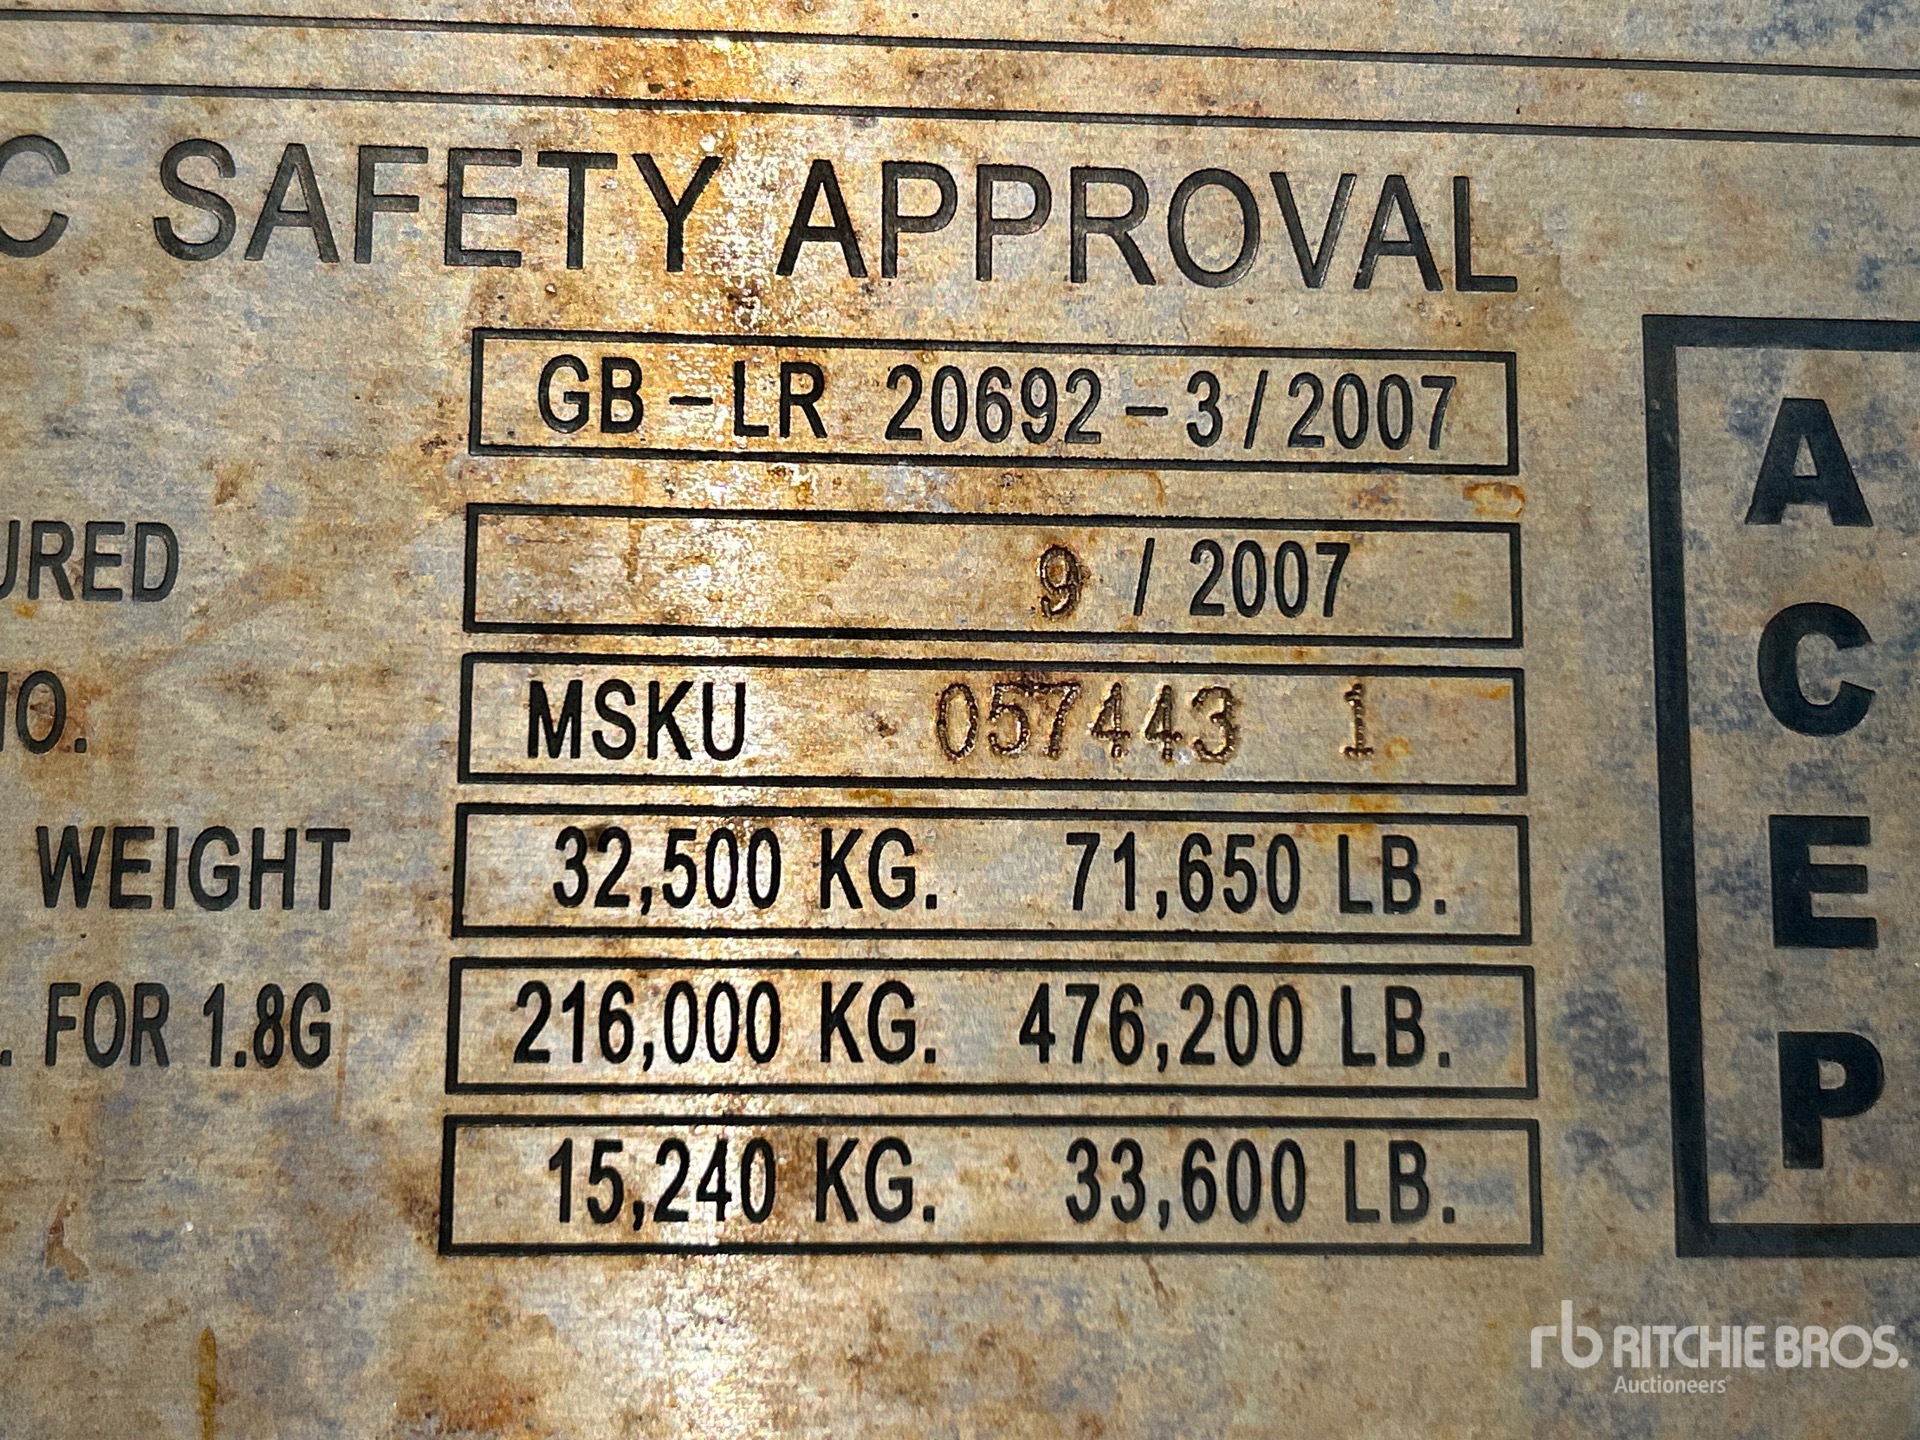 C SAFETY APPROVAL
GB-LR 20692-3/2007
URED 9 / 2007
NO. MSKU 057443 1
WEIGHT 32,500 KG. 71,650 LB.
. FOR 1.8G 216,000 KG. 476,200 LB.
15,240 KG. 33,600 LB.
A
C
E
P
rb RITCHIE BROS.
Auctioneers